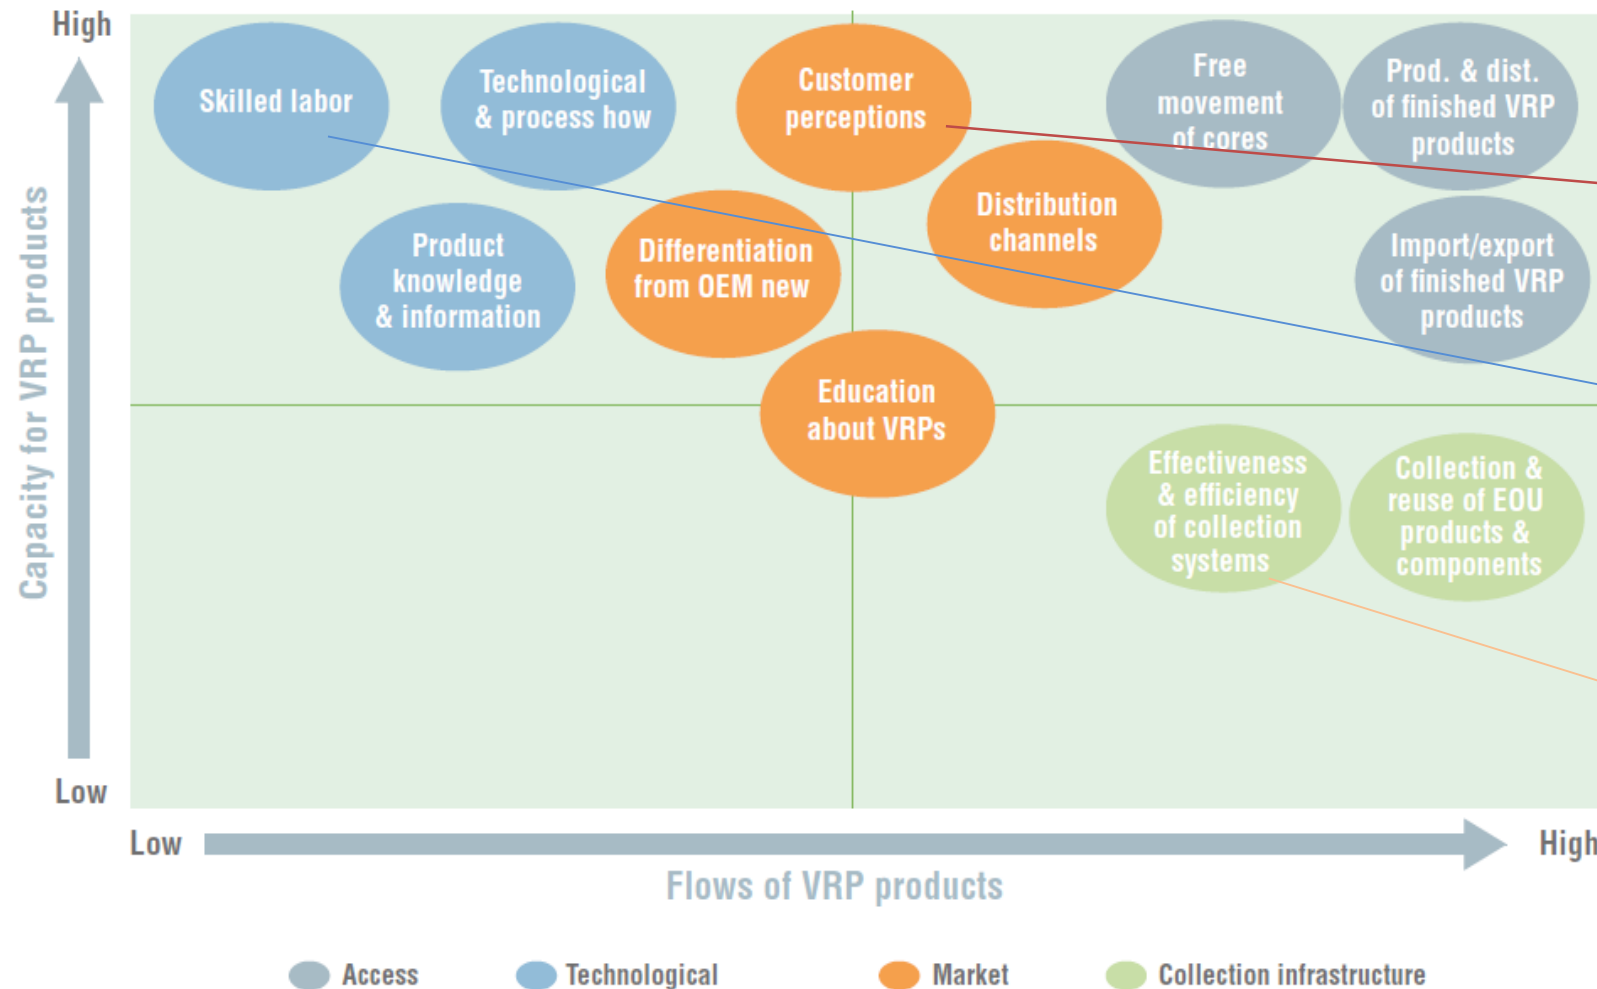 High
Skilled labor
Technological
& process how
Customer
perceptions
Free
movement
of cores
Prod. & dist.
of finished VRP
products
Product
knowledge
& information
Differentiation
from OEM new
Distribution
channels
Import/export
of finished VRP
products
Education
about VRPs
Effectiveness
& efficiency
of collection
systems
Collection &
reuse of EOU
products &
components
Capacity for VRP products
Low
Low
High
Flows of VRP products
Access
Technological
Market
Collection infrastructure